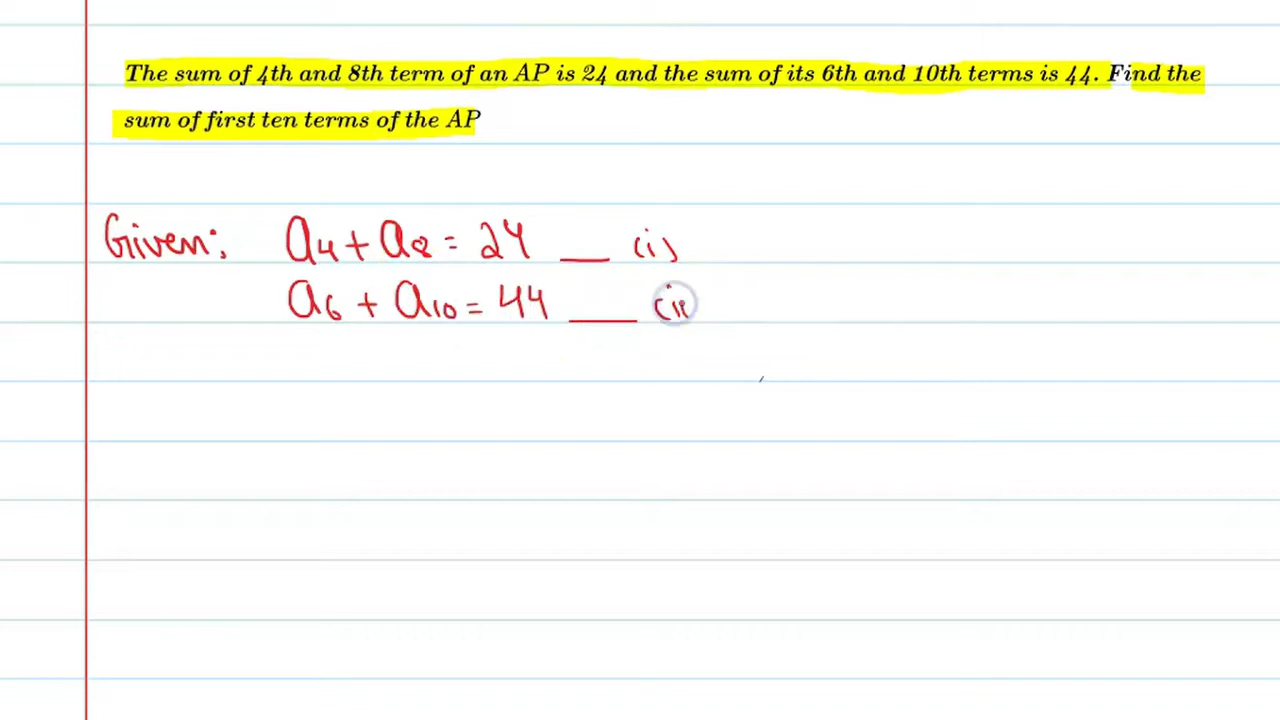 The sum of 4th and 8th term of an AP is 24 and the sum of its 6th and 10th terms is 44. Find the
sum of first ten terms of the AP
Given: a4 + a8 = 24 __ (i)
a6 + a10 = 44 __ (ii